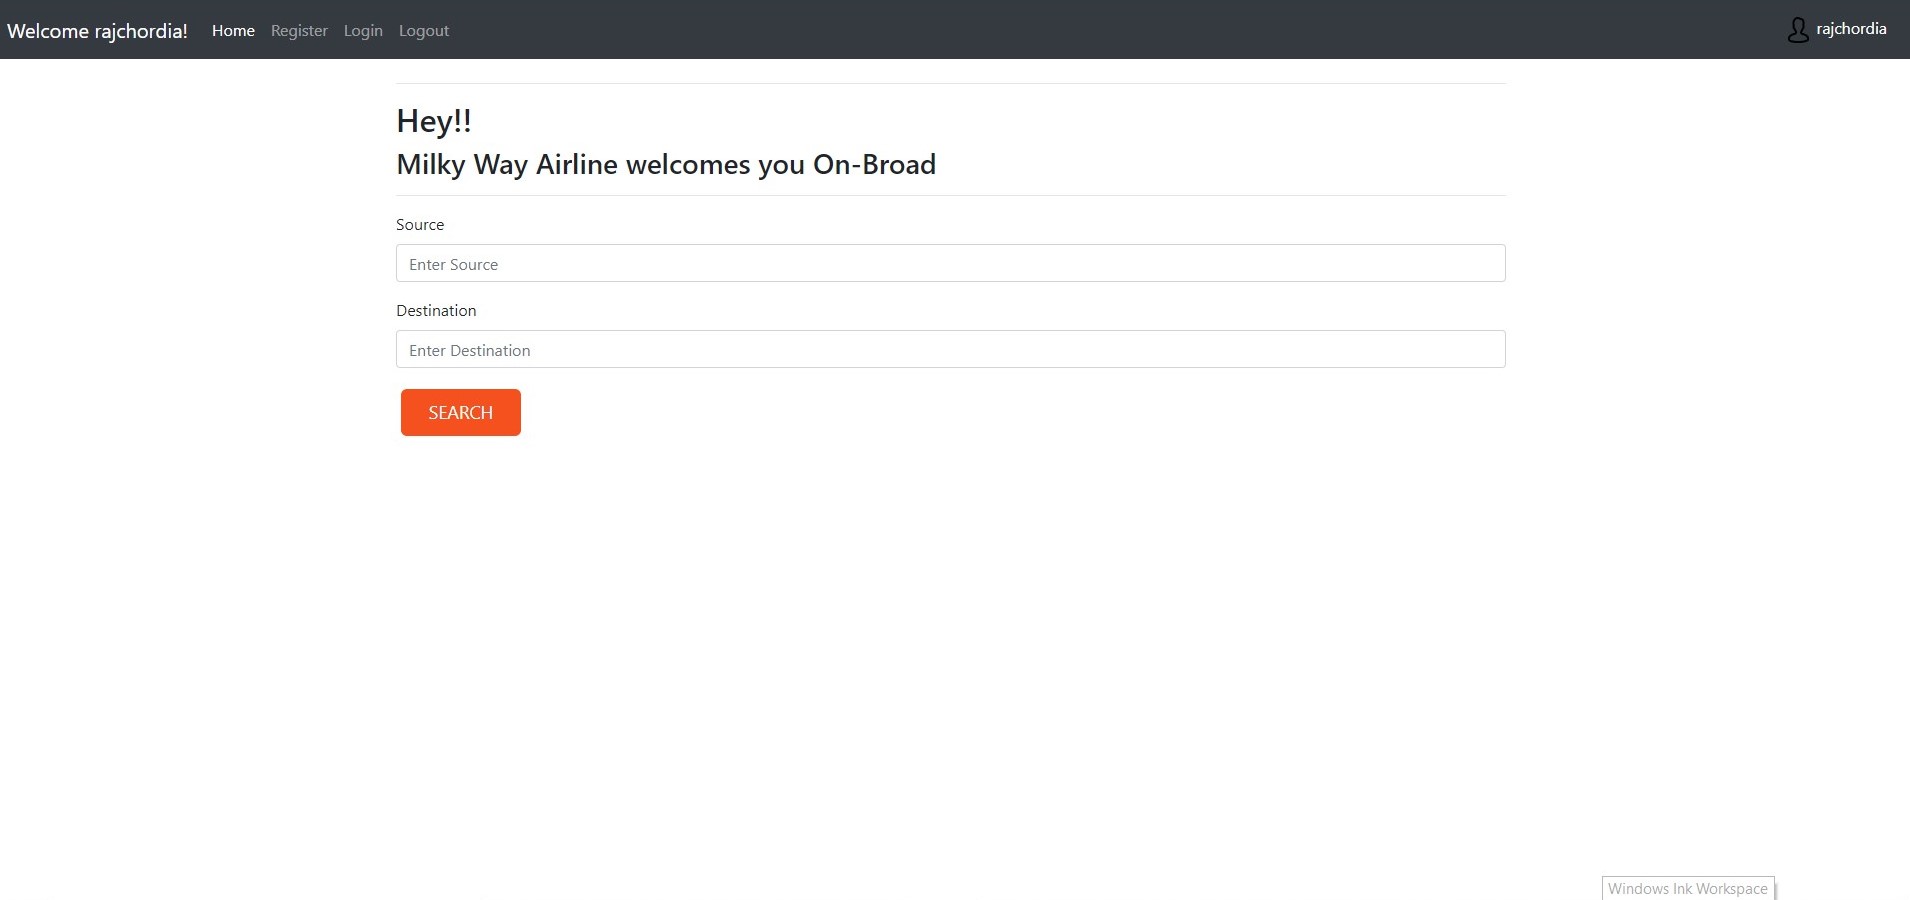 Welcome rajchordia! Home Register Login Logout rajchordia
Hey!!
Milky Way Airline welcomes you On-Broad
Source
Enter Source
Destination
Enter Destination
SEARCH
Windows Ink Workspace